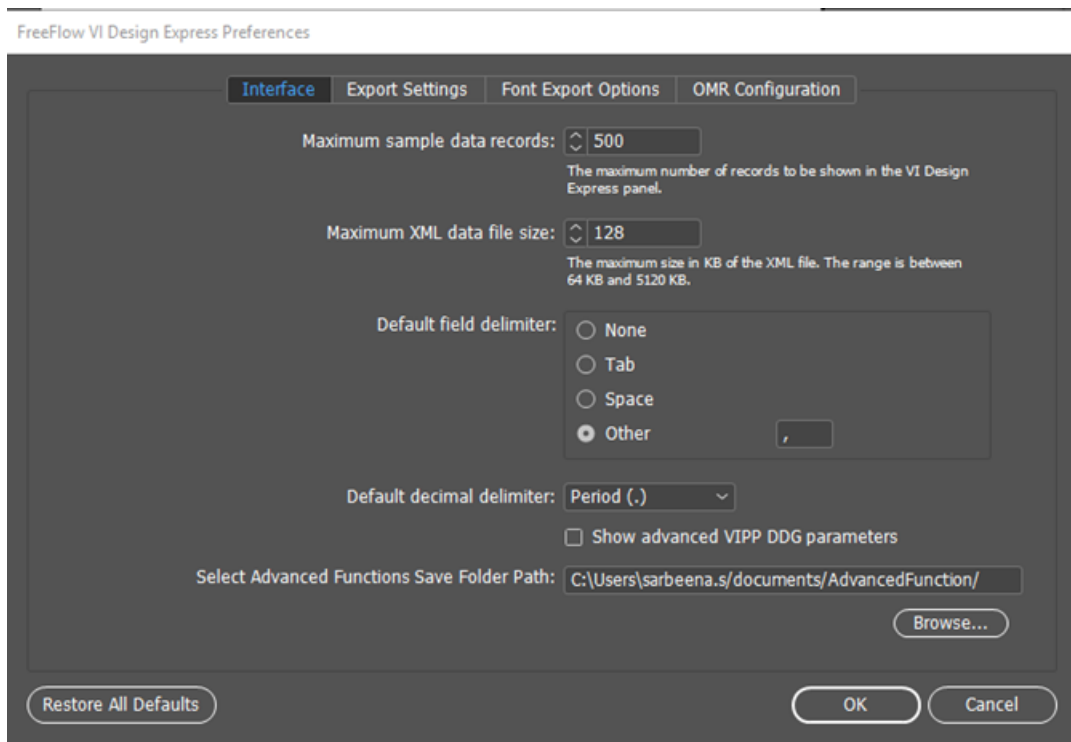 FreeFlow VI Design Express Preferences
Interface Export Settings Font Export Options OMR Configuration
Maximum sample data records: 500
The maximum number of records to be shown in the VI Design
Express panel.
Maximum XML data file size: 128
The maximum size in KB of the XML file. The range is between
64 KB and 5120 KB.
Default field delimiter:
None
Tab
Space
Other ,
Default decimal delimiter: Period (.)
Show advanced VIPP DDG parameters
Select Advanced Functions Save Folder Path: C:\Users\sarbeena.s/documents/AdvancedFunction/
Browse...
Restore All Defaults OK Cancel